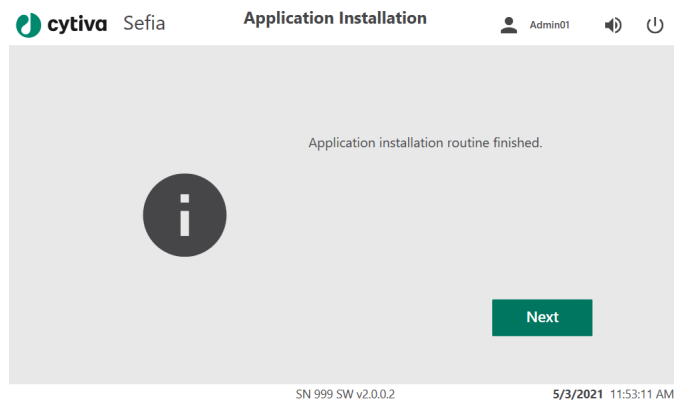 cytiva Sefia Application Installation Admin01
Application installation routine finished.
Next
SN 999 SW v2.0.0.2 5/3/2021 11:53:11 AM